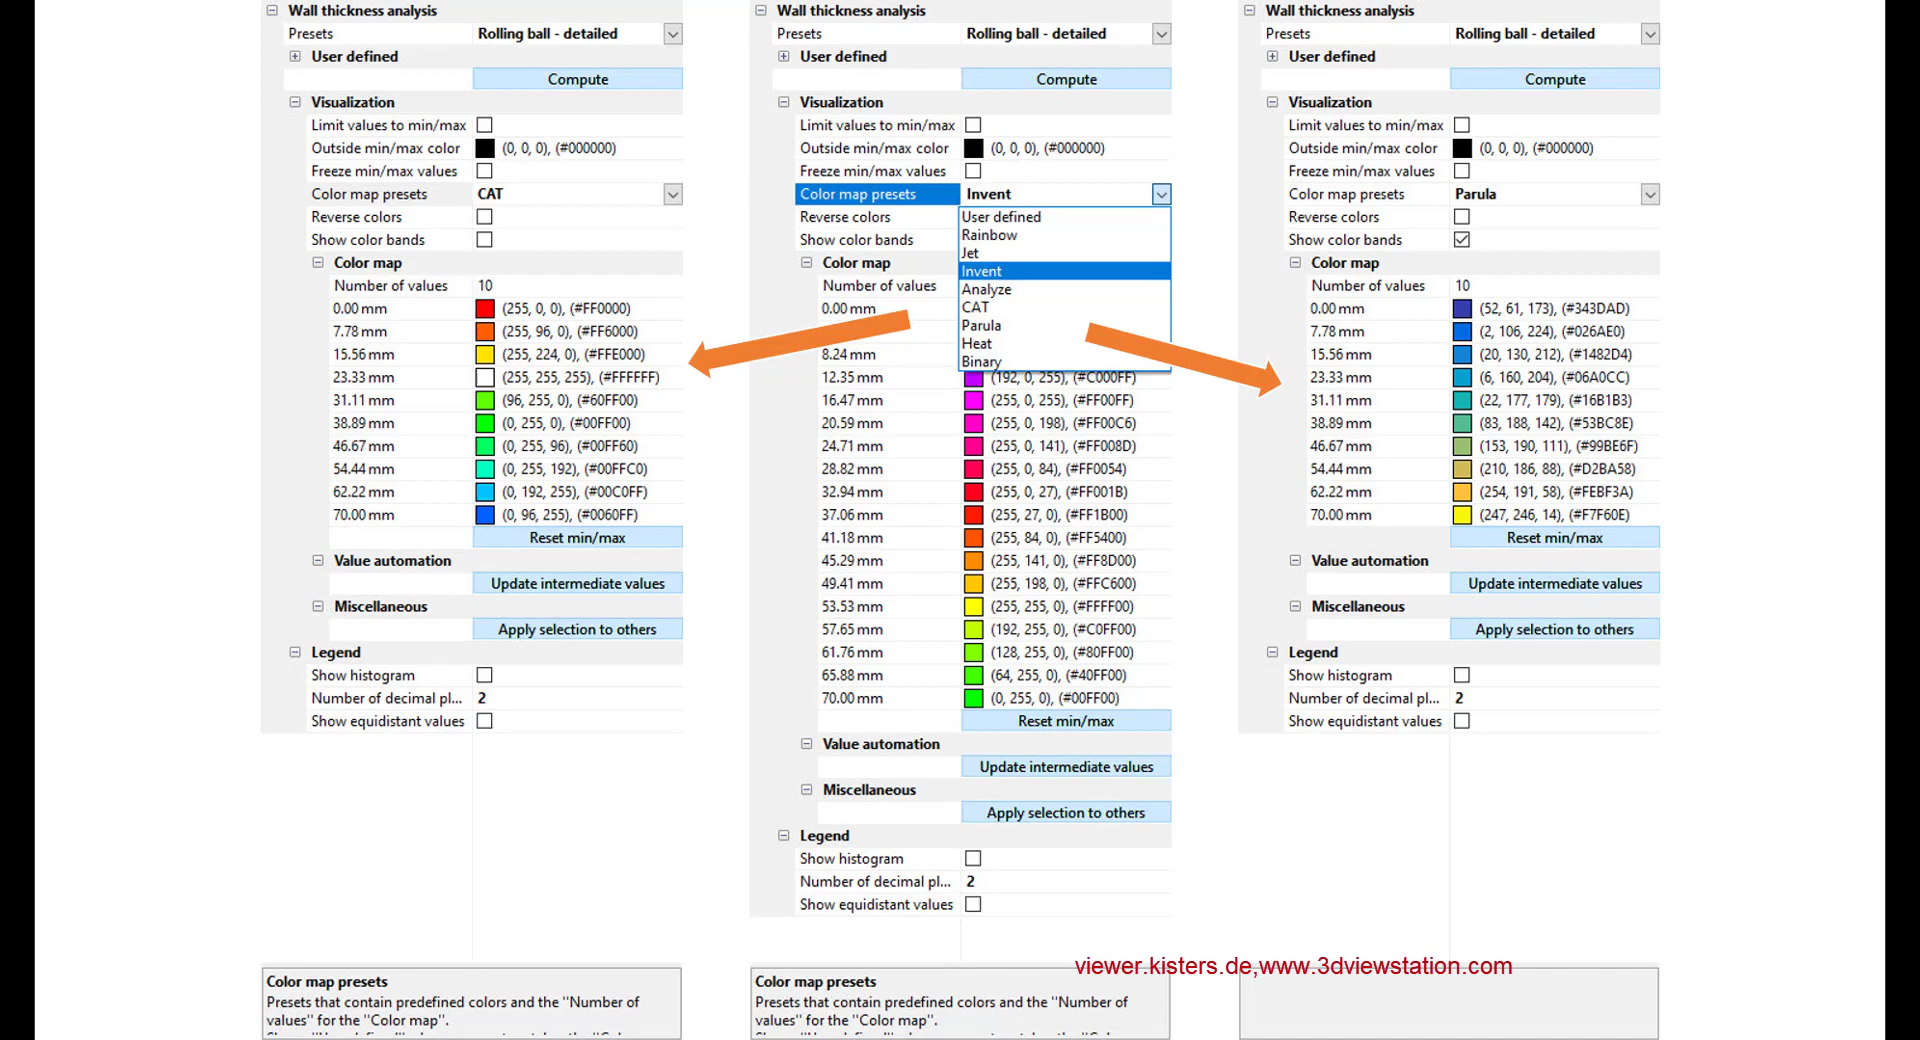 Wall thickness analysis
Presets Rolling ball - detailed
User defined
Compute
Visualization
Limit values to min/max
Outside min/max color (0, 0, 0), (#000000)
Freeze min/max values
Color map presets CAT
Reverse colors
Show color bands
Color map
Number of values 10
0.00 mm (255, 0, 0), (#FF0000)
7.78 mm (255, 96, 0), (#FF6000)
15.56 mm (255, 224, 0), (#FFE000)
23.33 mm (255, 255, 255), (#FFFFFF)
31.11 mm (96, 255, 0), (#60FF00)
38.89 mm (0, 255, 0), (#00FF00)
46.67 mm (0, 255, 96), (#00FF60)
54.44 mm (0, 255, 192), (#00FFC0)
62.22 mm (0, 192, 255), (#00C0FF)
70.00 mm (0, 96, 255), (#0060FF)
Reset min/max
Value automation
Update intermediate values
Miscellaneous
Apply selection to others
Legend
Show histogram
Number of decimal pl... 2
Show equidistant values
Color map presets
Presets that contain predefined colors and the "Number of
values" for the "Color map".
Wall thickness analysis
Presets Rolling ball - detailed
User defined
Compute
Visualization
Limit values to min/max
Outside min/max color (0, 0, 0), (#000000)
Freeze min/max values
Color map presets Invent
Reverse colors
Show color bands
Color map
Number of values
0.00 mm
User defined
Rainbow
Jet
Invent
Analyze
CAT
Parula
Heat
Binary
8.24 mm
12.35 mm (192, 0, 255), (#C000FF)
16.47 mm (255, 0, 255), (#FF00FF)
20.59 mm (255, 0, 198), (#FF00C6)
24.71 mm (255, 0, 141), (#FF008D)
28.82 mm (255, 0, 84), (#FF0054)
32.94 mm (255, 0, 27), (#FF001B)
37.06 mm (255, 27, 0), (#FF1B00)
41.18 mm (255, 84, 0), (#FF5400)
45.29 mm (255, 141, 0), (#FF8D00)
49.41 mm (255, 198, 0), (#FFC600)
53.53 mm (255, 255, 0), (#FFFF00)
57.65 mm (192, 255, 0), (#C0FF00)
61.76 mm (128, 255, 0), (#80FF00)
65.88 mm (64, 255, 0), (#40FF00)
70.00 mm (0, 255, 0), (#00FF00)
Reset min/max
Value automation
Update intermediate values
Miscellaneous
Apply selection to others
Legend
Show histogram
Number of decimal pl... 2
Show equidistant values
Color map presets
Presets that contain predefined colors and the "Number of
values" for the "Color map".
Wall thickness analysis
Presets Rolling ball - detailed
User defined
Compute
Visualization
Limit values to min/max
Outside min/max color (0, 0, 0), (#000000)
Freeze min/max values
Color map presets Parula
Reverse colors
Show color bands
Color map
Number of values 10
0.00 mm (52, 61, 173), (#343DAD)
7.78 mm (2, 106, 224), (#026AE0)
15.56 mm (20, 130, 212), (#1482D4)
23.33 mm (6, 160, 204), (#06A0CC)
31.11 mm (22, 177, 179), (#16B1B3)
38.89 mm (83, 188, 142), (#53BC8E)
46.67 mm (153, 190, 111), (#99BE6F)
54.44 mm (210, 186, 88), (#D2BA58)
62.22 mm (254, 191, 58), (#FEBF3A)
70.00 mm (247, 246, 14), (#F7F60E)
Reset min/max
Value automation
Update intermediate values
Miscellaneous
Apply selection to others
Legend
Show histogram
Number of decimal pl... 2
Show equidistant values
viewer.kisters.de,www.3dviewstation.com